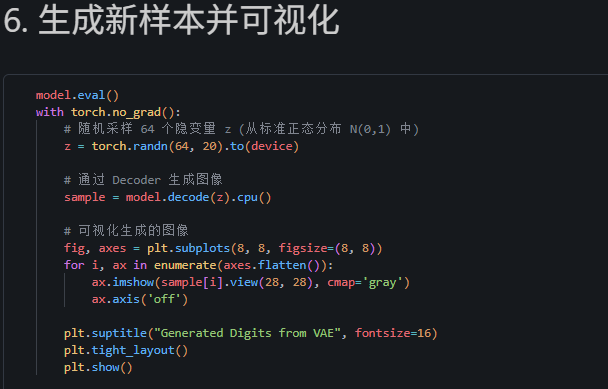 6. 生成新样本并可视化
model.eval()
with torch.no_grad():
# 随机采样 64 个隐变量 z (从标准正态分布 N(0,1) 中)
z = torch.randn(64, 20).to(device)
# 通过 Decoder 生成图像
sample = model.decode(z).cpu()
# 可视化生成的图像
fig, axes = plt.subplots(8, 8, figsize=(8, 8))
for i, ax in enumerate(axes.flatten()):
ax.imshow(sample[i].view(28, 28), cmap='gray')
ax.axis('off')
plt.suptitle("Generated Digits from VAE", fontsize=16)
plt.tight_layout()
plt.show()